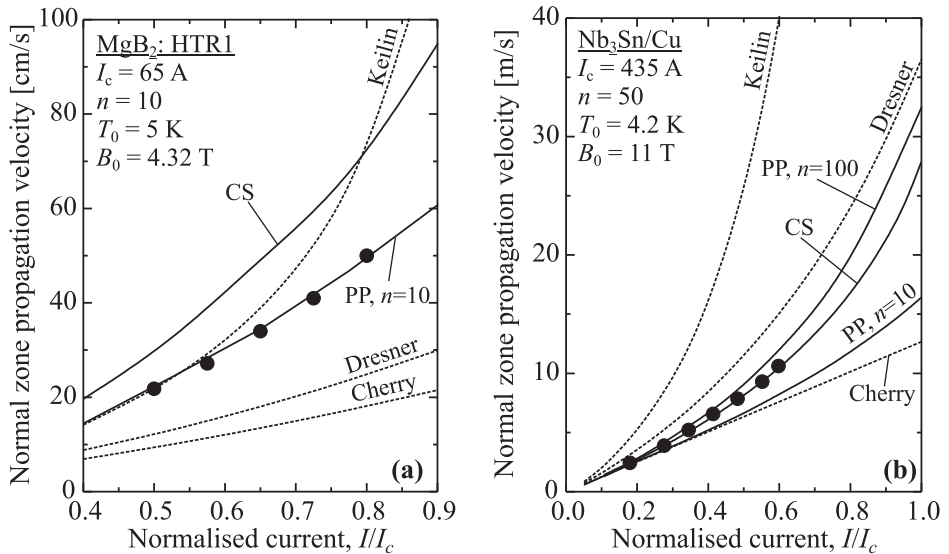 Normal zone propagation velocity [cm/s]
100
80
60
40
20
0
MgB2: HTR1
Ic = 65 A
n = 10
T0 = 5 K
B0 = 4.32 T
Keilin
CS
PP, n=10
Dresner
Cherry
(a)
0.4 0.5 0.6 0.7 0.8 0.9
Normalised current, I/Ic
Normal zone propagation velocity [m/s]
40
30
20
10
0
Nb3Sn/Cu
Ic = 435 A
n = 50
T0 = 4.2 K
B0 = 11 T
Keilin
Dresner
PP, n=100
CS
PP, n=10
Cherry
(b)
0.0 0.2 0.4 0.6 0.8 1.0
Normalised current, I/Ic